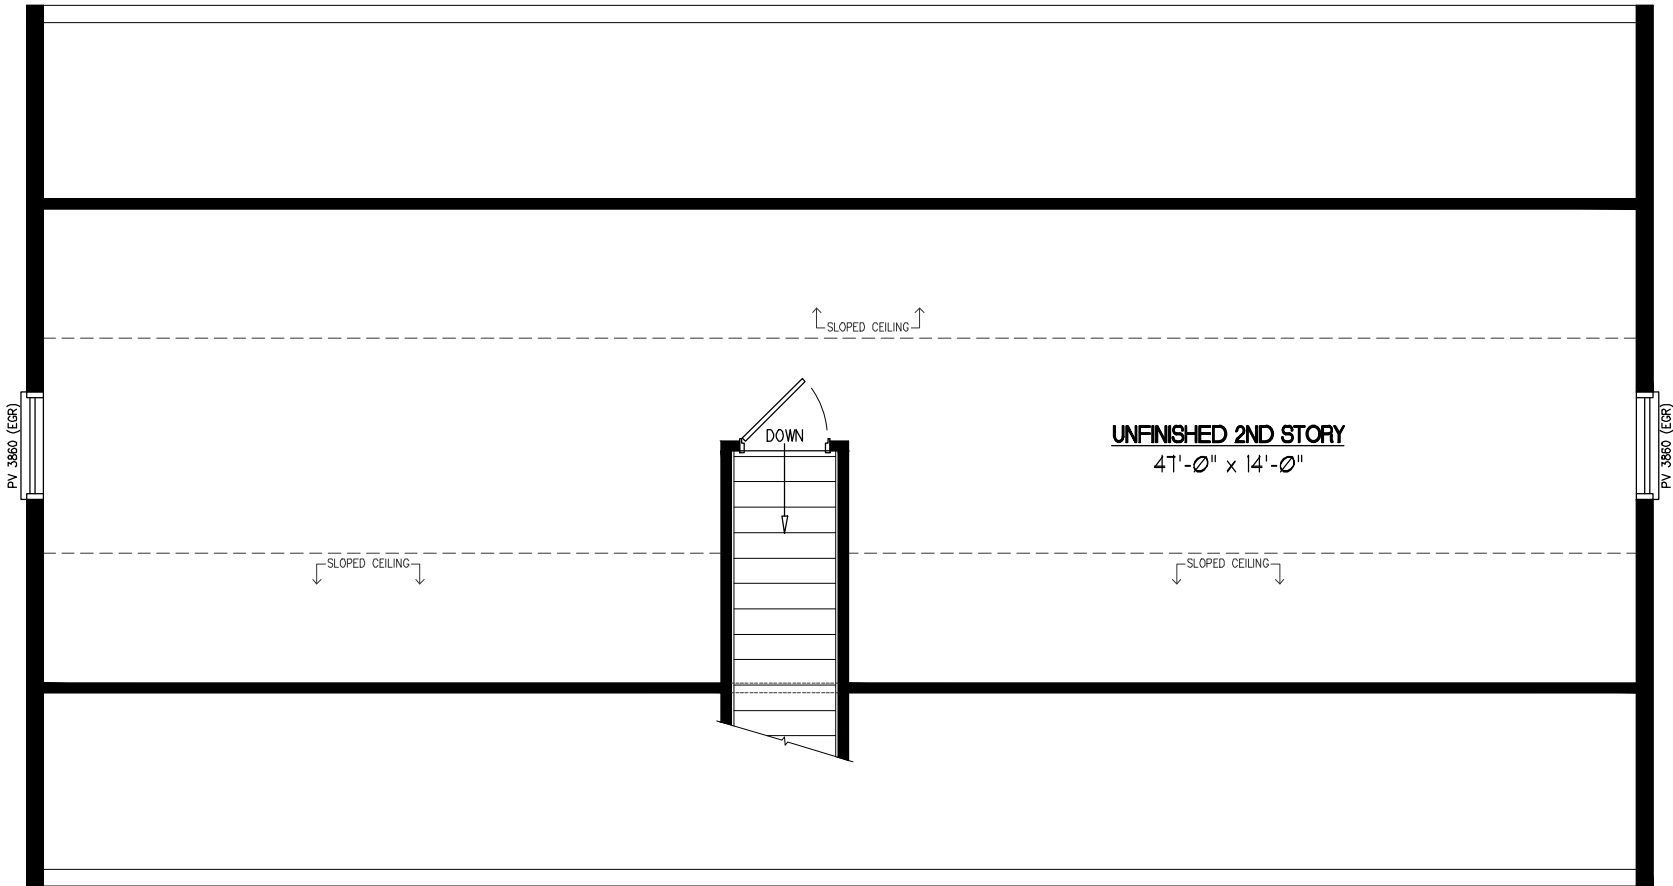 SLOPED CEILING
PV 3860 (EGR)
PV 3860 (EGR)
DOWN
UNFINISHED 2ND STORY
47'-0" x 14'-0"
SLOPED CEILING
SLOPED CEILING